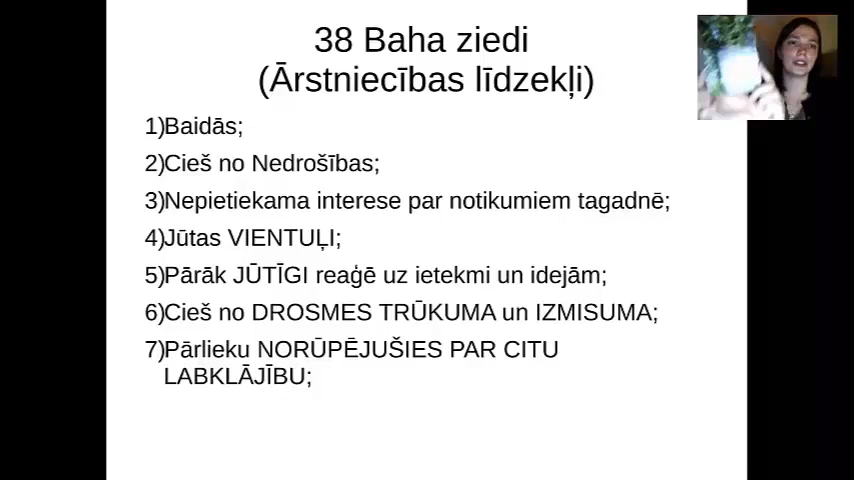 38 Baha ziedi
(Ārstniecības līdzekļi)
1)Baidās;
2)Cieš no Nedrošības;
3)Nepietiekama interese par notikumiem tagadnē;
4)Jūtas VIENTUĻI;
5)Pārāk JŪTĪGI reaģē uz ietekmi un idejām;
6)Cieš no DROSMES TRŪKUMA un IZMISUMA;
7)Pārlieku NORŪPĒJUŠIES PAR CITU
LABKLĀJĪBU;